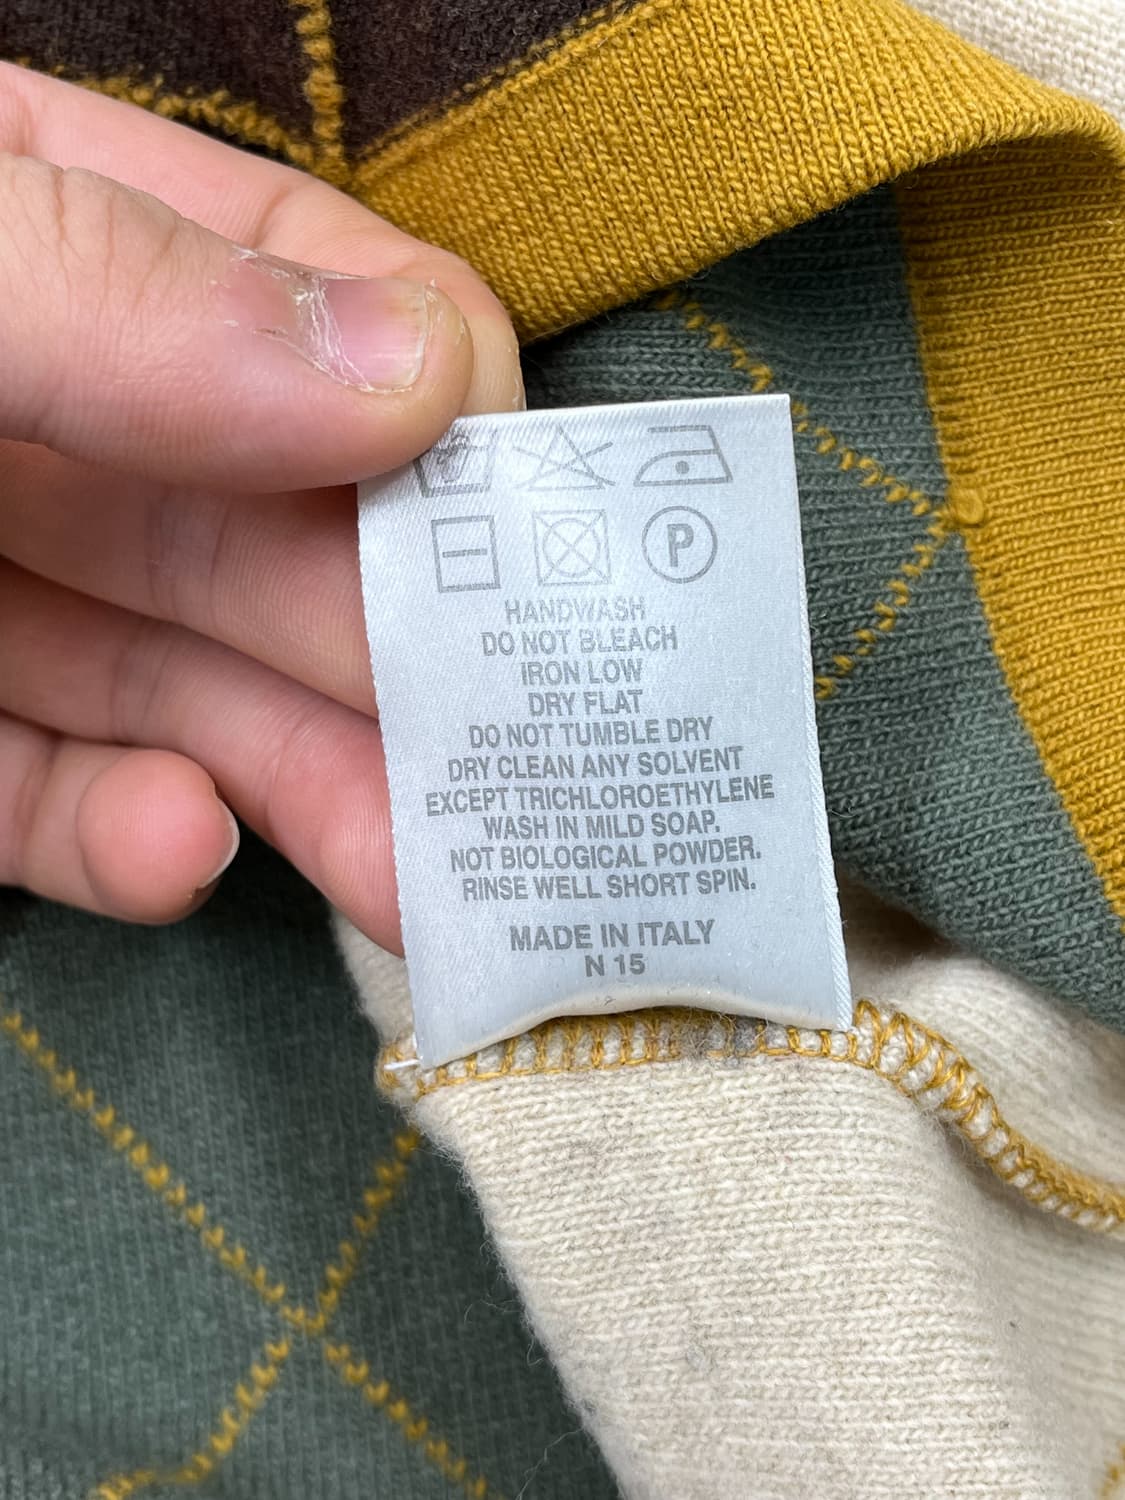 P
HANDWASH
DO NOT BLEACH
IRON LOW
DRY FLAT
DO NOT TUMBLE DRY
DRY CLEAN ANY SOLVENT
EXCEPT TRICHLOROETHYLENE
WASH IN MILD SOAP.
NOT BIOLOGICAL POWDER.
RINSE WELL SHORT SPIN.
MADE IN ITALY
N 15